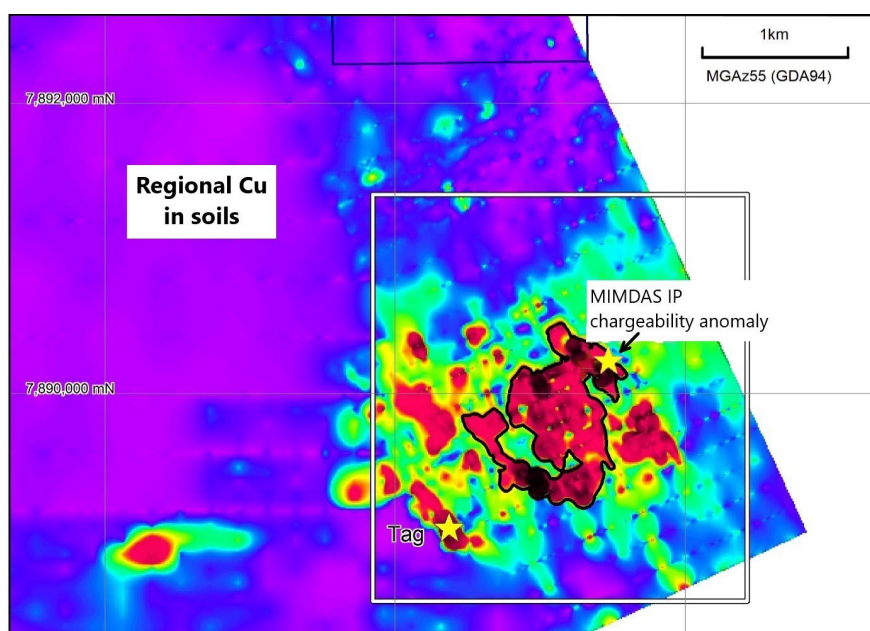 1km
MGAz55 (GDA94)
7,892,000 mN
Regional Cu
in soils
MIMDAS IP
chargeability anomaly
7,890,000 mN
Tag